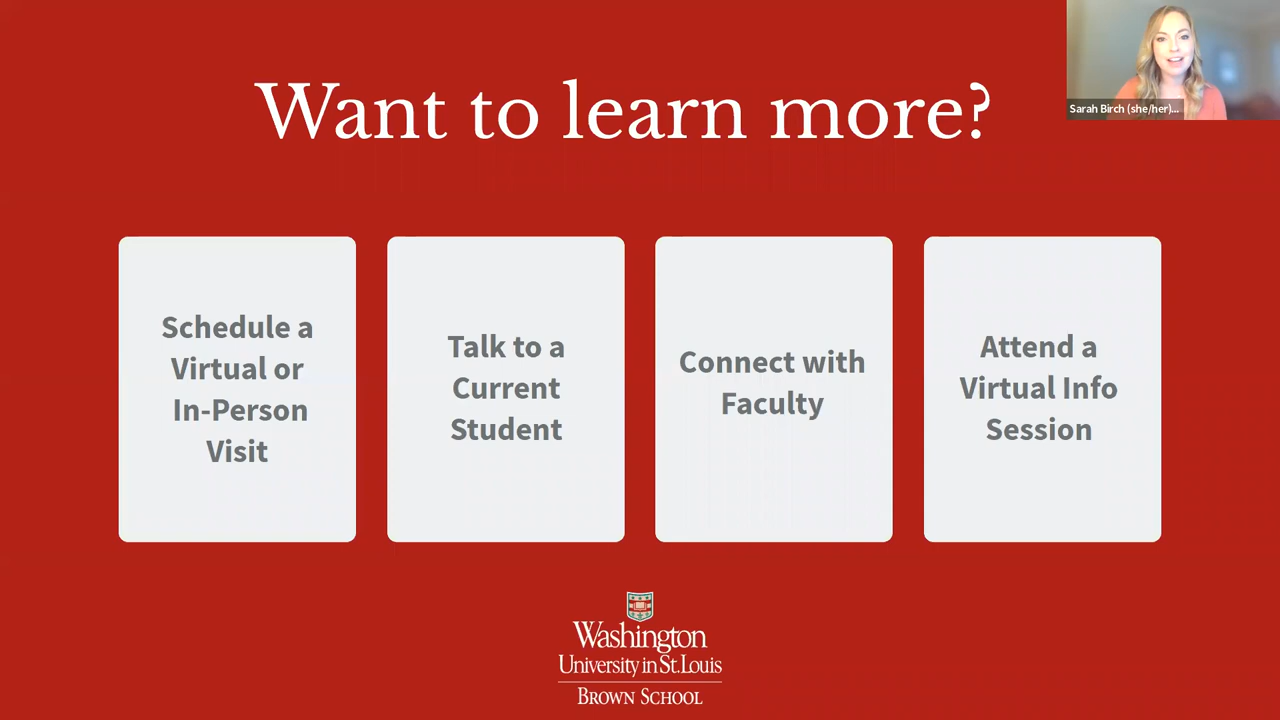 Want to learn more?
Sarah Birch (she/her)...
Schedule a
Virtual or
In-Person
Visit
Talk to a
Current
Student
Connect with
Faculty
Attend a
Virtual Info
Session
Washington
University in St. Louis
BROWN SCHOOL